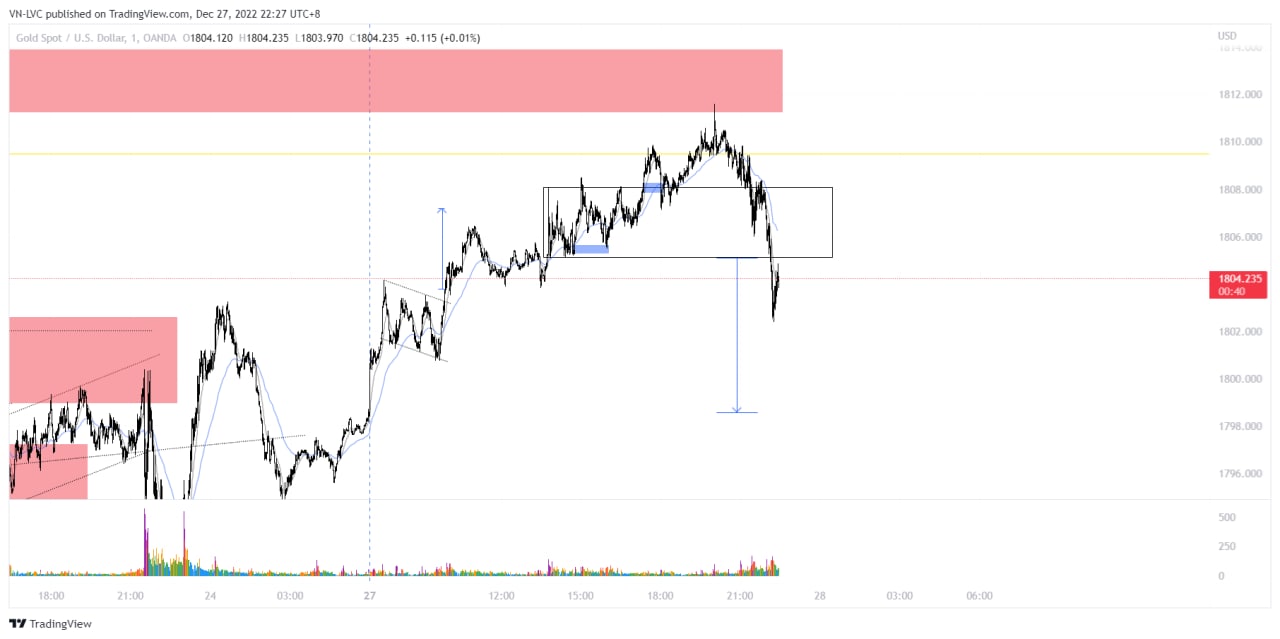 VN-LVC published on TradingView.com, Dec 27, 2022 22:27 UTC+8
Gold Spot / U.S. Dollar, 1, OANDA O1804.120 H1804.235 L1803.970 C1804.235 +0.115 (+0.01%)
USD
1814.000
1812.000
1810.000
1808.000
1806.000
1804.235
00:40
1802.000
1800.000
1798.000
1796.000
500
250
0
18:00 21:00 24 03:00 27 12:00 15:00 18:00 21:00 28 03:00 06:00
TradingView